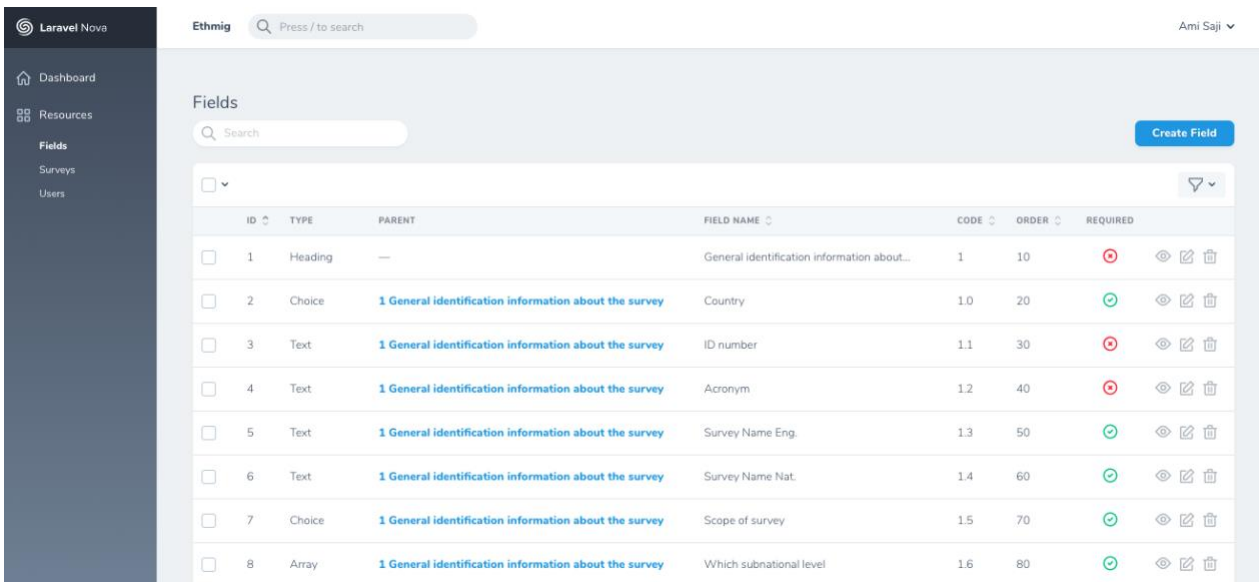 Laravel Nova
Ethmig
Press / to search
Ami Saji
Dashboard
Resources
Fields
Surveys
Users
Fields
Search
Create Field
ID TYPE PARENT FIELD NAME CODE ORDER REQUIRED
1 Heading — General identification information about... 1 10
2 Choice 1 General identification information about the survey Country 1.0 20
3 Text 1 General identification information about the survey ID number 1.1 30
4 Text 1 General identification information about the survey Acronym 1.2 40
5 Text 1 General identification information about the survey Survey Name Eng. 1.3 50
6 Text 1 General identification information about the survey Survey Name Nat. 1.4 60
7 Choice 1 General identification information about the survey Scope of survey 1.5 70
8 Array 1 General identification information about the survey Which subnational level 1.6 80